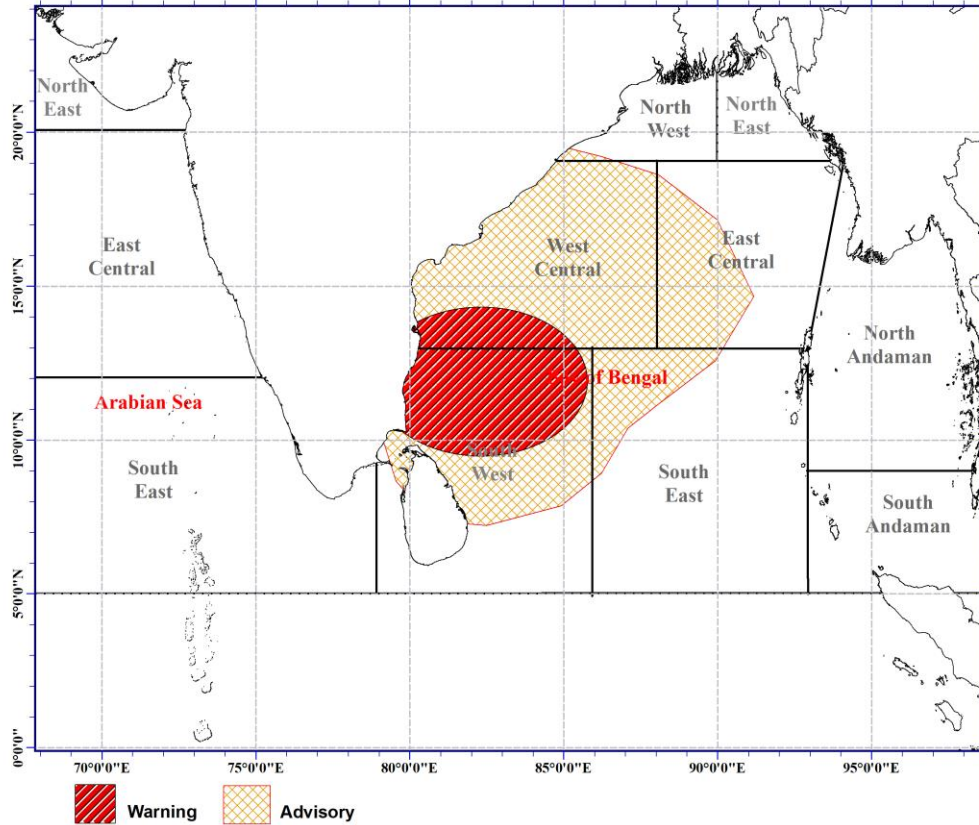 North
East
North
West
North
East
20°0'0"N
East
Central
West
Central
East
Central
15°0'0"N
North
Andaman
Arabian Sea
of Bengal
10°0'0"N
South
East
South
West
South
East
South
Andaman
5°0'0"N
0°0'0"
70°0'0"E
75°0'0"E
80°0'0"E
85°0'0"E
90°0'0"E
95°0'0"E
Warning
Advisory